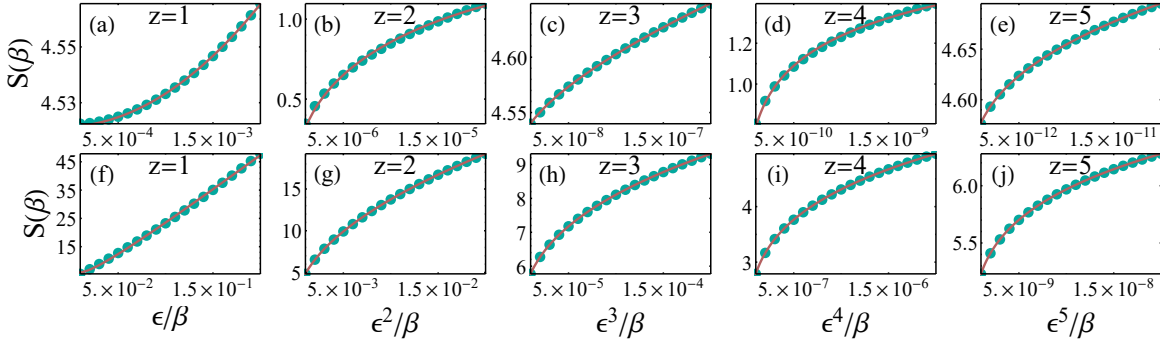 (a) z=1
S(β)
4.55
4.53
5.×10⁻⁴ 1.5×10⁻³
(b) z=2
1.0
0.5
5.×10⁻⁶ 1.5×10⁻⁵
(c) z=3
4.60
4.55
5.×10⁻⁸ 1.5×10⁻⁷
(d) z=4
1.2
1.0
5.×10⁻¹⁰ 1.5×10⁻⁹
(e) z=5
4.65
4.60
5.×10⁻¹² 1.5×10⁻¹¹
(f) z=1
S(β)
45
35
25
15
5.×10⁻² 1.5×10⁻¹
ϵ/β
(g) z=2
15
10
5
5.×10⁻³ 1.5×10⁻²
ϵ²/β
(h) z=3
9
8
7
6
5.×10⁻⁵ 1.5×10⁻⁴
ϵ³/β
(i) z=4
4
3
5.×10⁻⁷ 1.5×10⁻⁶
ϵ⁴/β
(j) z=5
6.0
5.5
5.×10⁻⁹ 1.5×10⁻⁸
ϵ⁵/β